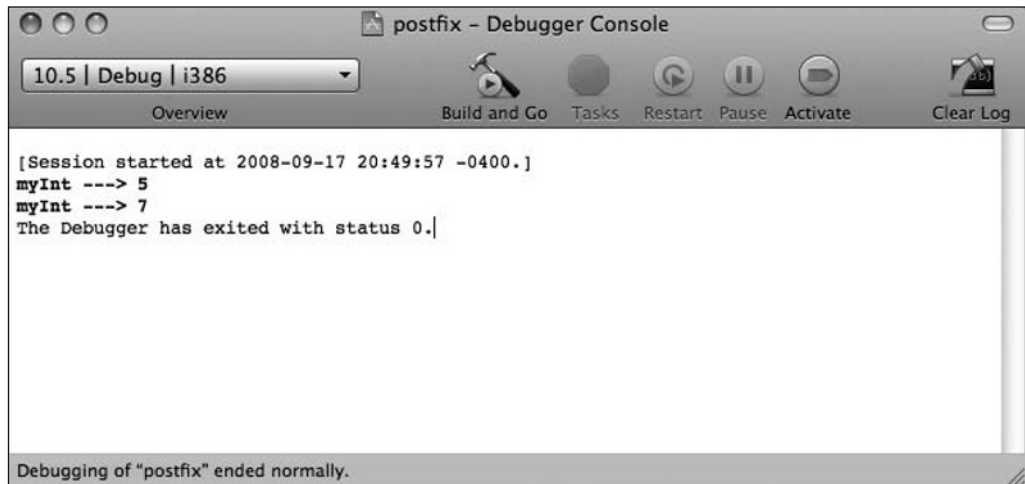 postfix – Debugger Console
10.5 | Debug | i386
Overview
Build and Go
Tasks
Restart
Pause
Activate
Clear Log
[Session started at 2008-09-17 20:49:57 -0400.]
myInt ---> 5
myInt ---> 7
The Debugger has exited with status 0.
Debugging of “postfix” ended normally.